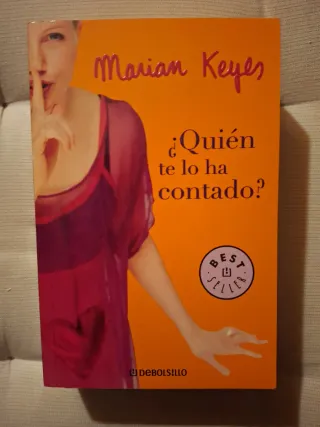 Marian Keyes
¿Quién
te lo ha
contado?
BEST
SELLER
DEBOLSILLO